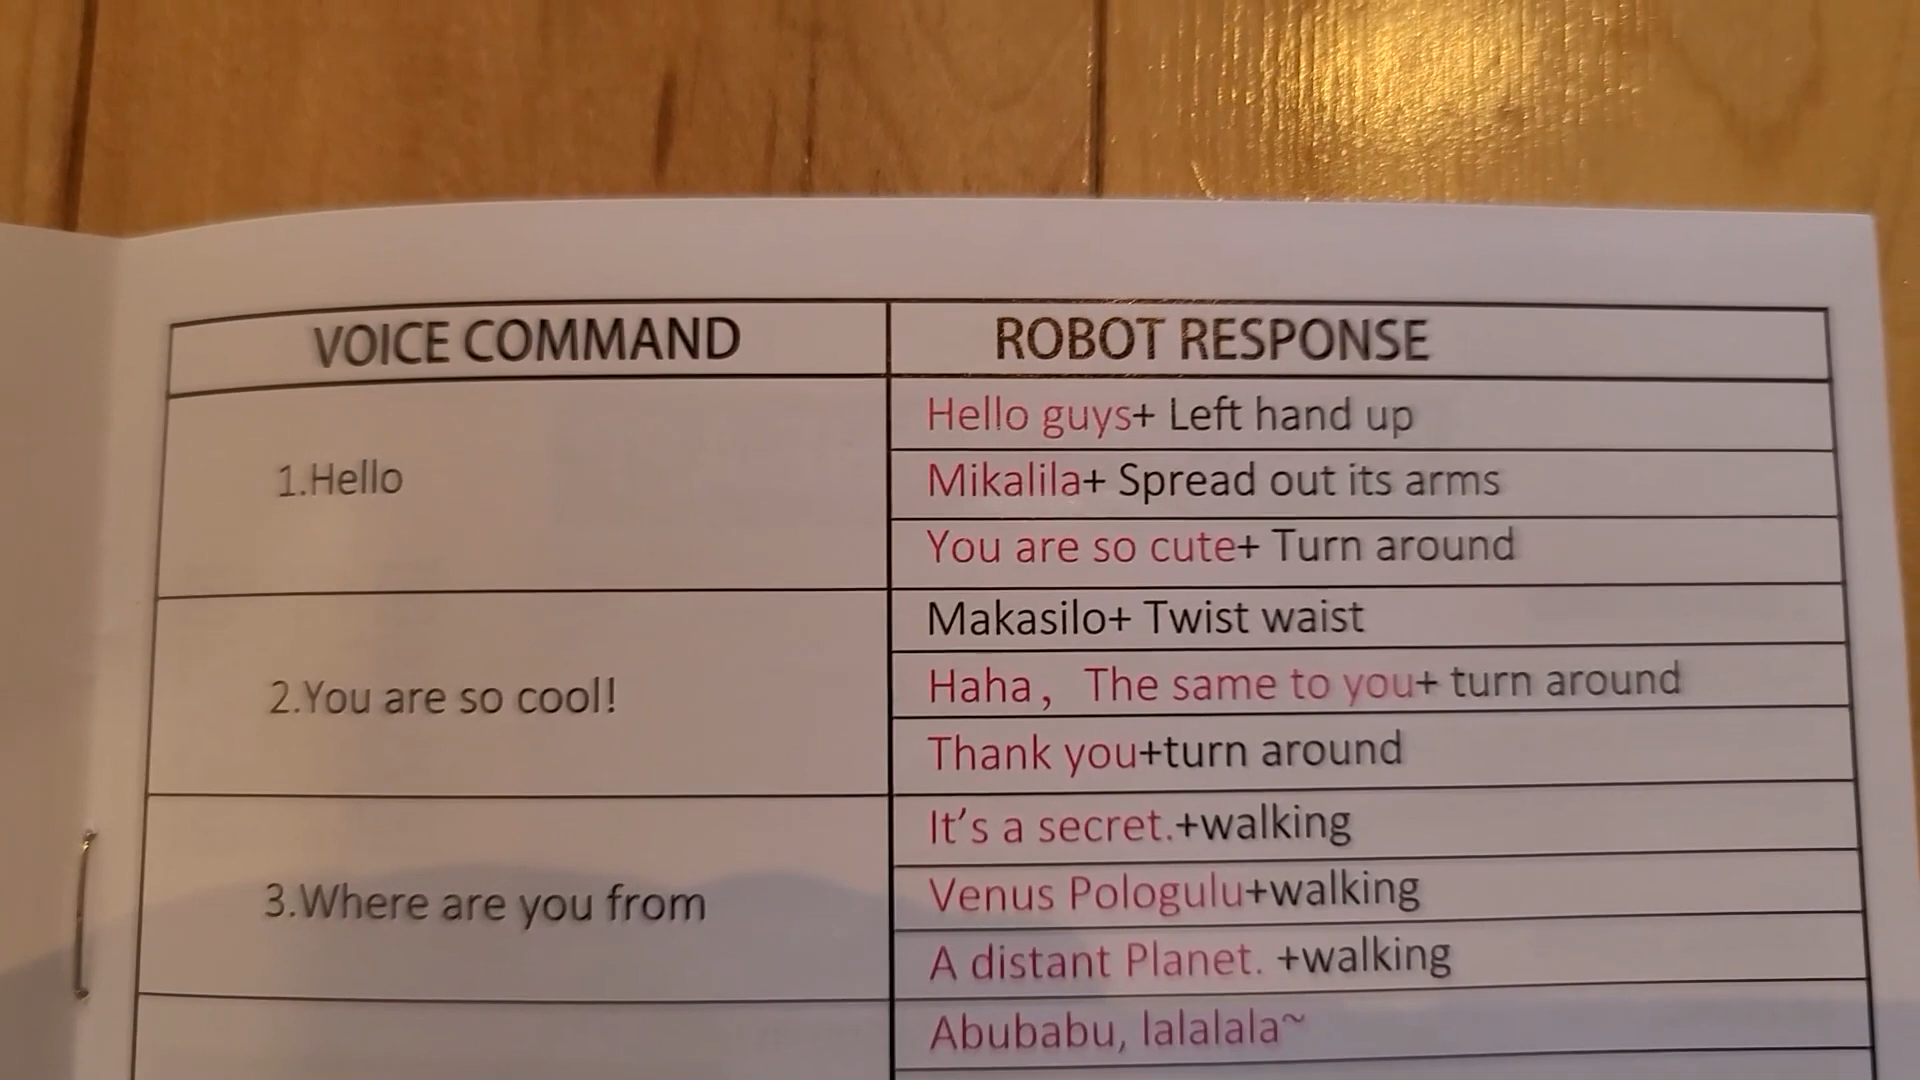 VOICE COMMAND
ROBOT RESPONSE
1.Hello
Hello guys+ Left hand up
Mikalila+ Spread out its arms
You are so cute+ Turn around
2.You are so cool!
Makasilo+ Twist waist
Haha，The same to you+ turn around
Thank you+turn around
3.Where are you from
It’s a secret.+walking
Venus Pologulu+walking
A distant Planet. +walking
Abubabu, lalalala~